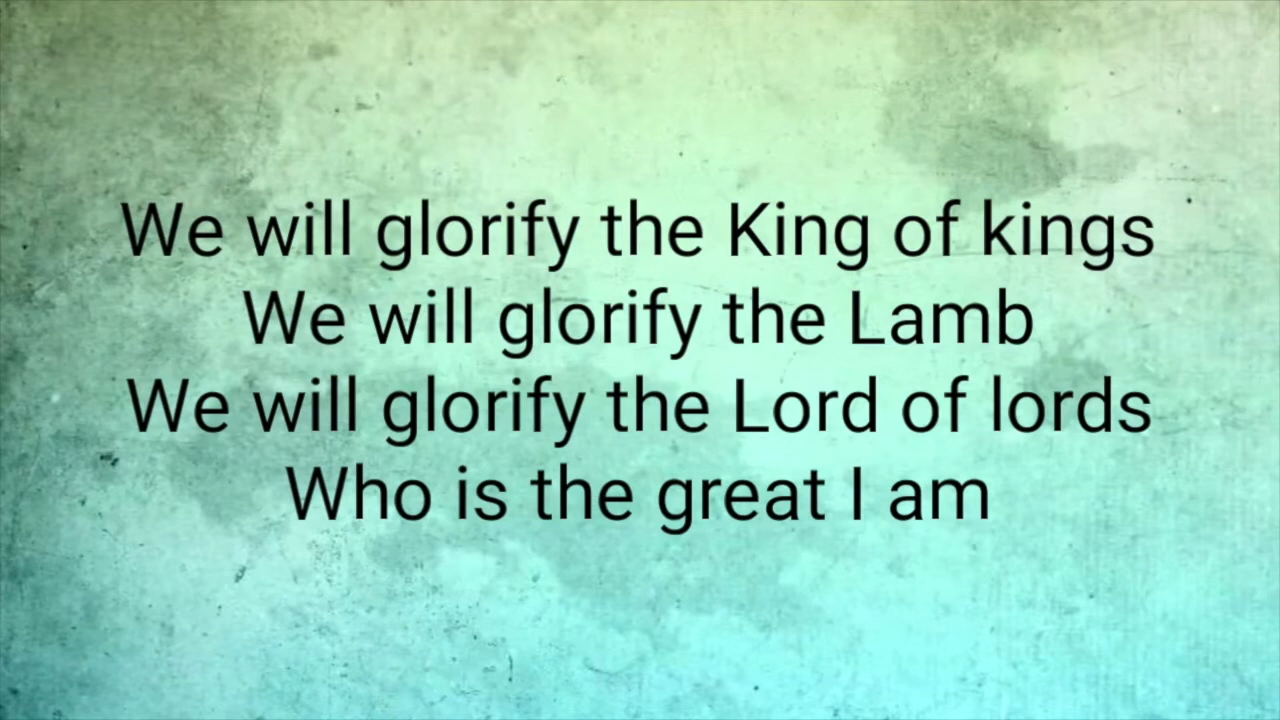 We will glorify the King of kings
We will glorify the Lamb
We will glorify the Lord of lords
Who is the great I am